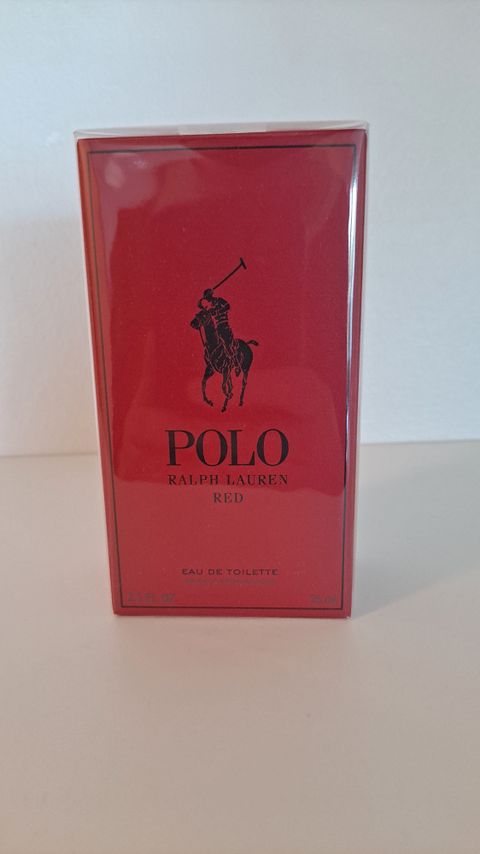 POLO
RALPH LAUREN
RED
EAU DE TOILETTE